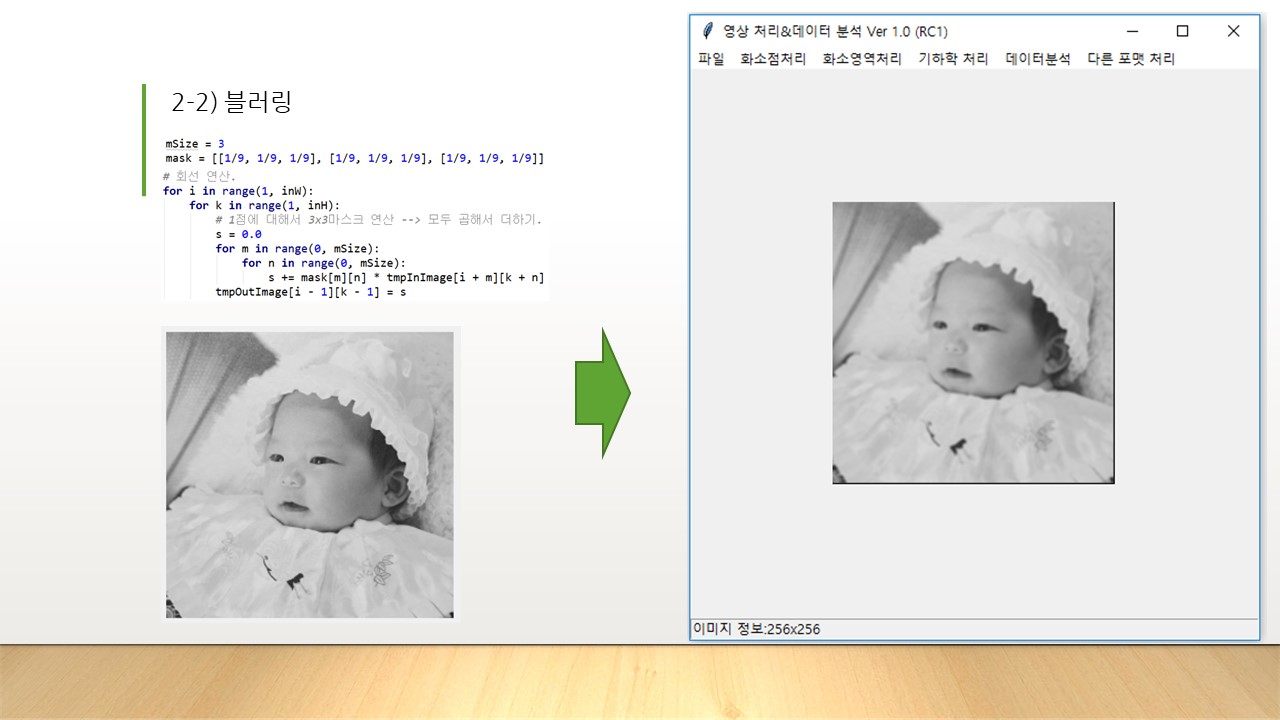 2-2) 블러링
mSize = 3
mask = [[1/9, 1/9, 1/9], [1/9, 1/9, 1/9], [1/9, 1/9, 1/9]]
# 회선 연산.
for i in range(1, inW):
for k in range(1, inH):
# 1점에 대해서 3x3마스크 연산 --> 모두 곱해서 더하기.
s = 0.0
for m in range(0, mSize):
for n in range(0, mSize):
s += mask[m][n] * tmpInImage[i + m][k + n]
tmpOutImage[i - 1][k - 1] = s
영상 처리&데이터 분석 Ver 1.0 (RC1)
파일 화소점처리 화소영역처리 기하학 처리 데이터분석 다른 포맷 처리
이미지 정보:256x256